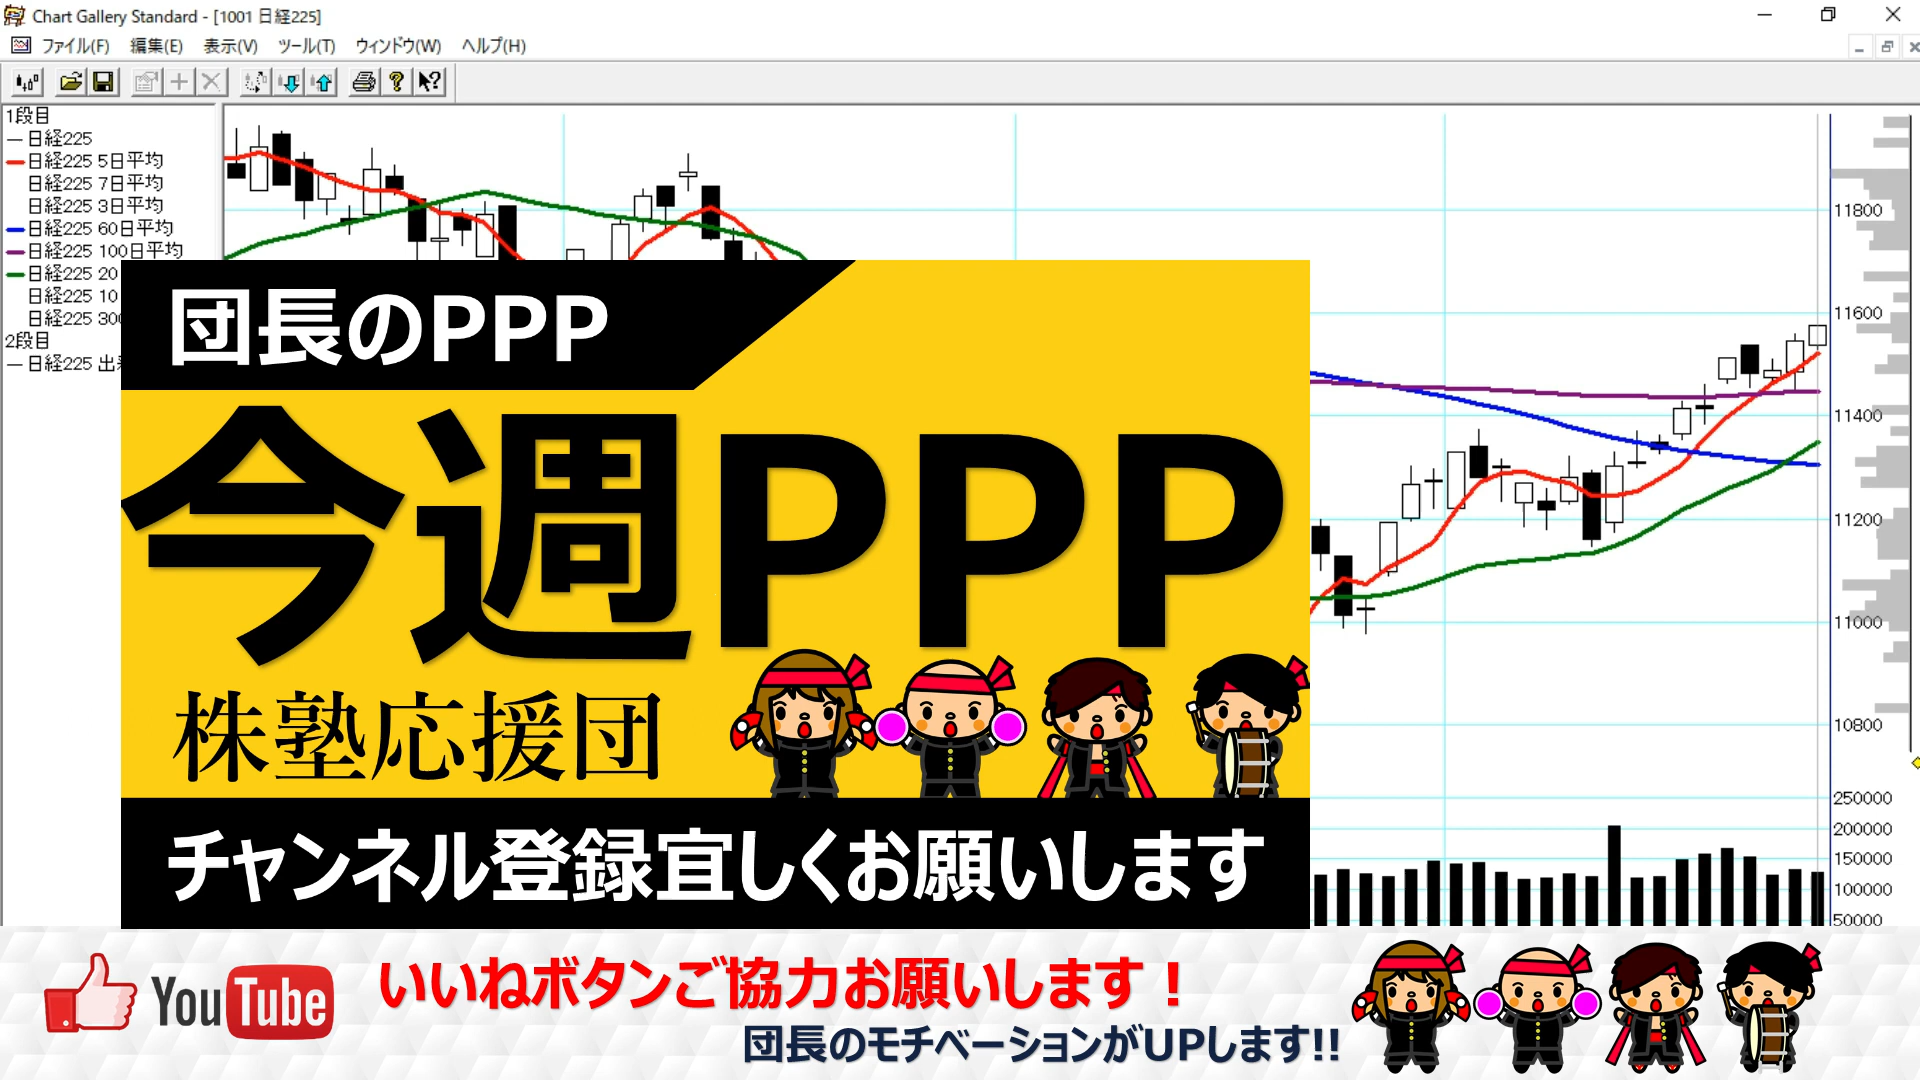 Chart Gallery Standard - [1001 日経225]
ファイル(F) 編集(E) 表示(V) ツール(T) ウィンドウ(W) ヘルプ(H)
1段目
日経225
日経225 5日平均
日経225 7日平均
日経225 3日平均
日経225 60日平均
日経225 100日平均
日経225 20
日経225 10
日経225 300
2段目
日経225 出
11800
11600
11400
11200
11000
10800
250000
200000
150000
100000
50000
団長のPPP
今週PPP
株塾応援団
チャンネル登録宜しくお願いします
YouTube
いいねボタンご協力お願いします！
団長のモチベーションがUPします!!